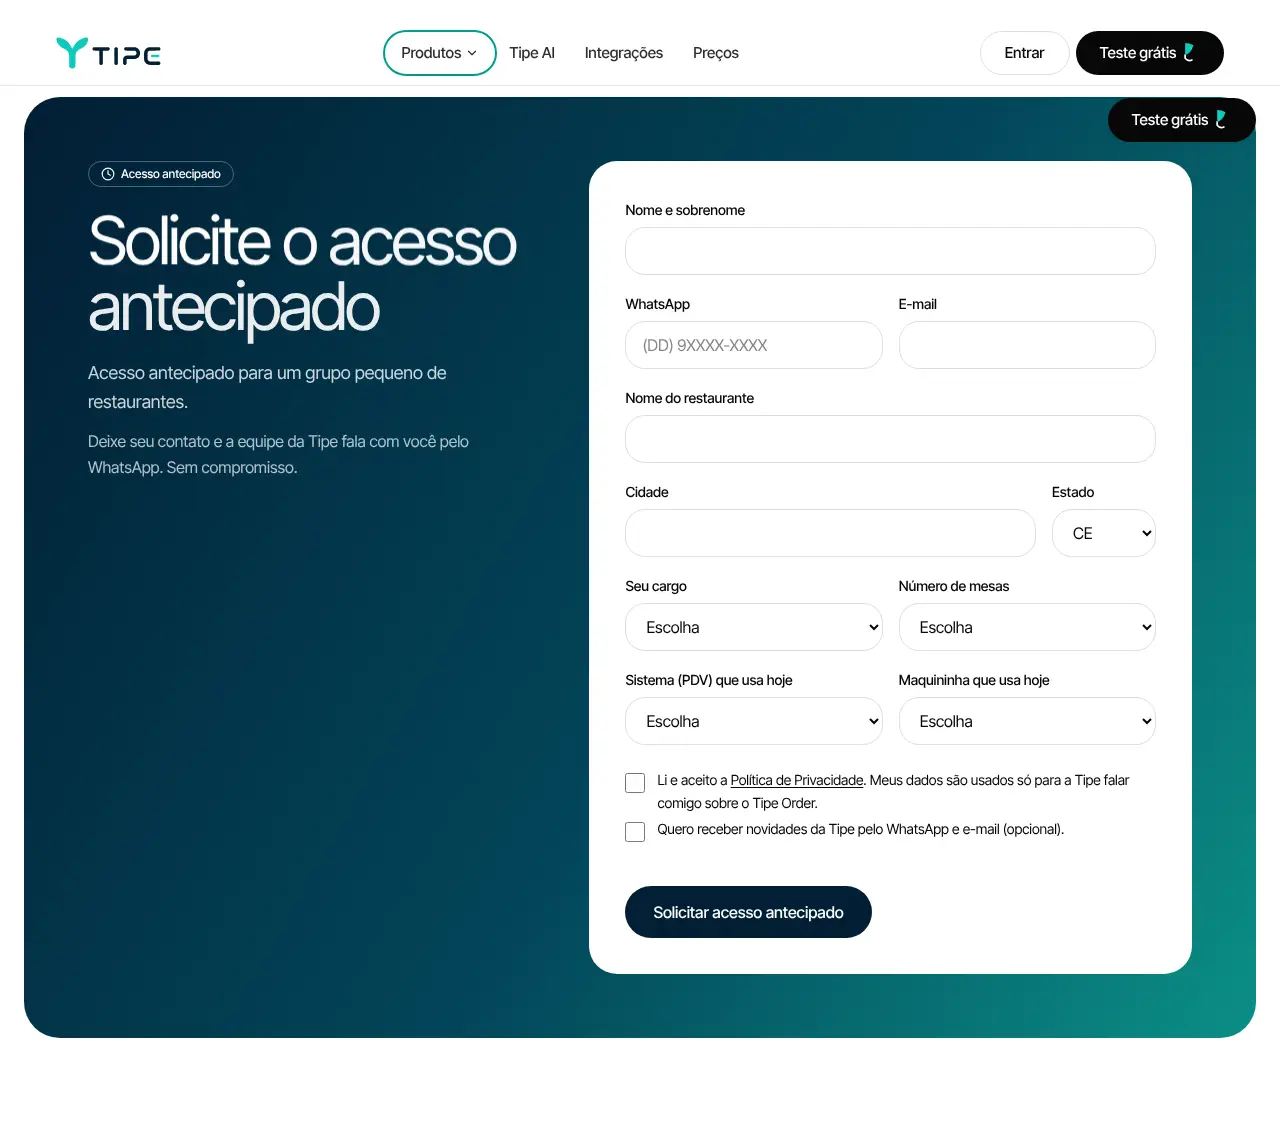 TIPE
Produtos
Tipe AI
Integrações
Preços
Entrar
Teste grátis
Teste grátis
Acesso antecipado
Solicite o acesso
antecipado
Acesso antecipado para um grupo pequeno de
restaurantes.
Deixe seu contato e a equipe da Tipe fala com você pelo
WhatsApp. Sem compromisso.
Nome e sobrenome
WhatsApp
E-mail
(DD) 9XXXX-XXXX
Nome do restaurante
Cidade
Estado
CE
Seu cargo
Número de mesas
Escolha
Escolha
Sistema (PDV) que usa hoje
Maquininha que usa hoje
Escolha
Escolha
Li e aceito a Política de Privacidade. Meus dados são usados só para a Tipe falar
comigo sobre o Tipe Order.
Quero receber novidades da Tipe pelo WhatsApp e e-mail (opcional).
Solicitar acesso antecipado